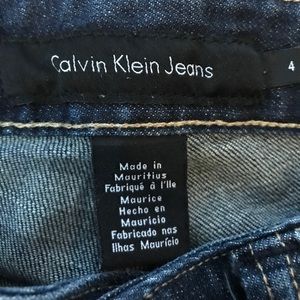 Calvin Klein Jeans
4
Made in
Mauritius
Fabriqué à l'Ile
Maurice
Hecho en
Mauricio
Fabricado nas
Ilhas Maurício